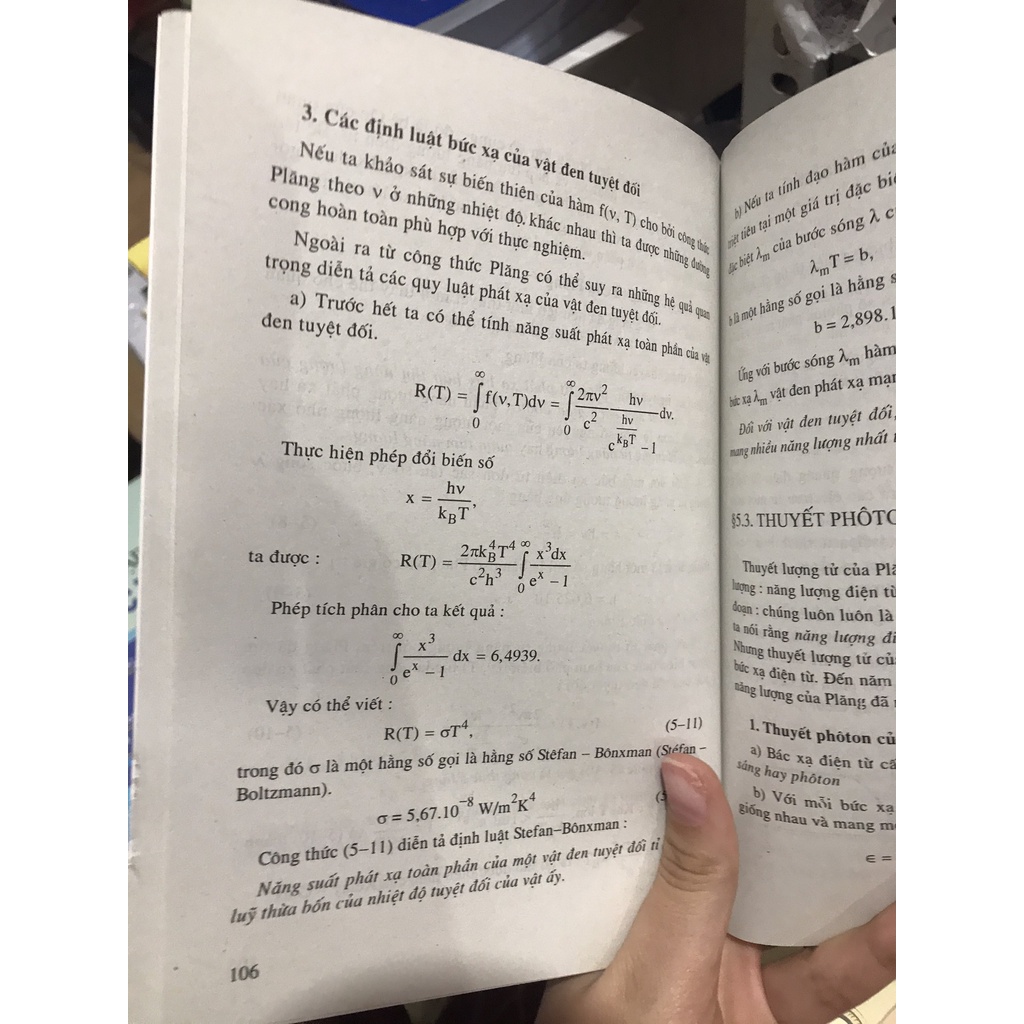 3. Các định luật bức xạ của vật đen tuyệt đối
Nếu ta khảo sát sự biến thiên của hàm f(ν, T) cho bởi công thức
Plăng theo ν ở những nhiệt độ khác nhau thì ta được những đường
cong hoàn toàn phù hợp với thực nghiệm.
Ngoài ra từ công thức Plăng có thể suy ra những hệ quả quan
trọng diễn tả các quy luật phát xạ của vật đen tuyệt đối.
a) Trước hết ta có thể tính năng suất phát xạ toàn phần của vật
đen tuyệt đối.
R(T) = ∫₀^∞ f(ν,T)dν = ∫₀^∞ (2πν²/c²) (hν/(c^(hν/(k_BT)) − 1)) dν.
Thực hiện phép đổi biến số
x = hν/(k_BT),
ta được : R(T) = (2πk_B⁴T⁴/(c²h³)) ∫₀^∞ x³dx/(eˣ − 1)
Phép tích phân cho ta kết quả :
∫₀^∞ x³/(eˣ − 1) dx = 6,4939.
Vậy có thể viết :
R(T) = σT⁴, (5–11)
trong đó σ là một hằng số gọi là hằng số Stêfan – Bônxman (Stéfan –
Boltzmann).
σ = 5,67.10⁻⁸ W/m²K⁴ (5
Công thức (5–11) diễn tả định luật Stefan–Bônxman :
Năng suất phát xạ toàn phần của một vật đen tuyệt đối tỉ
luỹ thừa bốn của nhiệt độ tuyệt đối của vật ấy.
106
b) Nếu ta tính đạo hàm của
triệt tiêu tại một giá trị đặc biệ
đặc biệt λₘ của bước sóng λ c
λₘT = b,
b là một hằng số gọi là hằng s
b = 2,898.1
Ứng với bước sóng λₘ hàm
bức xạ λₘ vật đen phát xạ mạn
Đối với vật đen tuyệt đối,
mang nhiều năng lượng nhất t
§5.3. THUYẾT PHÔTO
Thuyết lượng tử của Plă
lượng : năng lượng điện từ
đoạn : chúng luôn luôn là
ta nói rằng năng lượng đi
Nhưng thuyết lượng tử củ
bức xạ điện từ. Đến năm
năng lượng của Plăng đã
1. Thuyết phôton củ
a) Bác xạ điện từ cấ
sáng hay phôton
b) Với mỗi bức xạ
giống nhau và mang m
∈ =